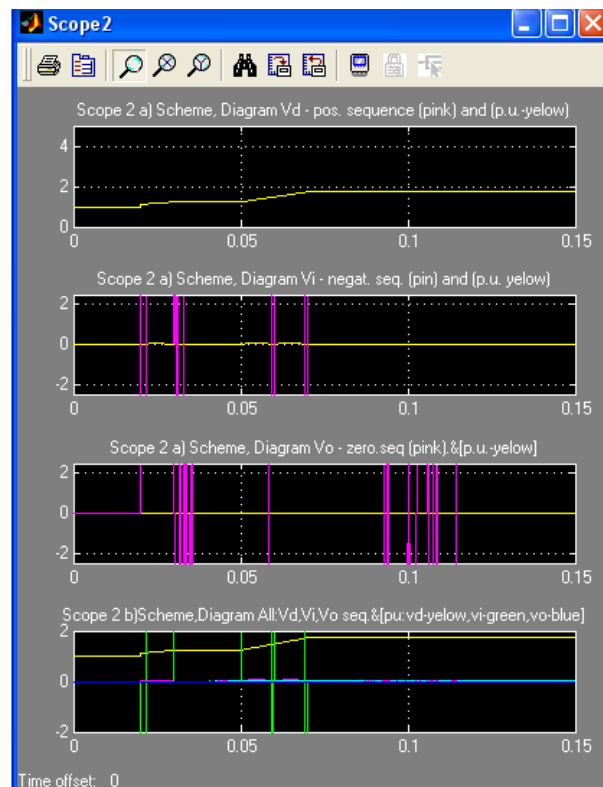 Scope2
Scope 2 a) Scheme, Diagram Vd - pos. sequence (pink) and (p.u.-yelow)
4
2
0
0 0.05 0.1 0.15
Scope 2 a) Scheme, Diagram Vi - negat. seq. (pin) and (p.u. yelow)
2
0
-2
0 0.05 0.1 0.15
Scope 2 a) Scheme, Diagram Vo - zero.seq (pink).&[p.u.-yelow]
2
0
-2
0 0.05 0.1 0.15
Scope 2 b)Scheme,Diagram All:Vd,Vi,Vo seq.&[pu:vd-yelow,vi-green,vo-blue]
2
0
-2
0 0.05 0.1 0.15
Time offset: 0